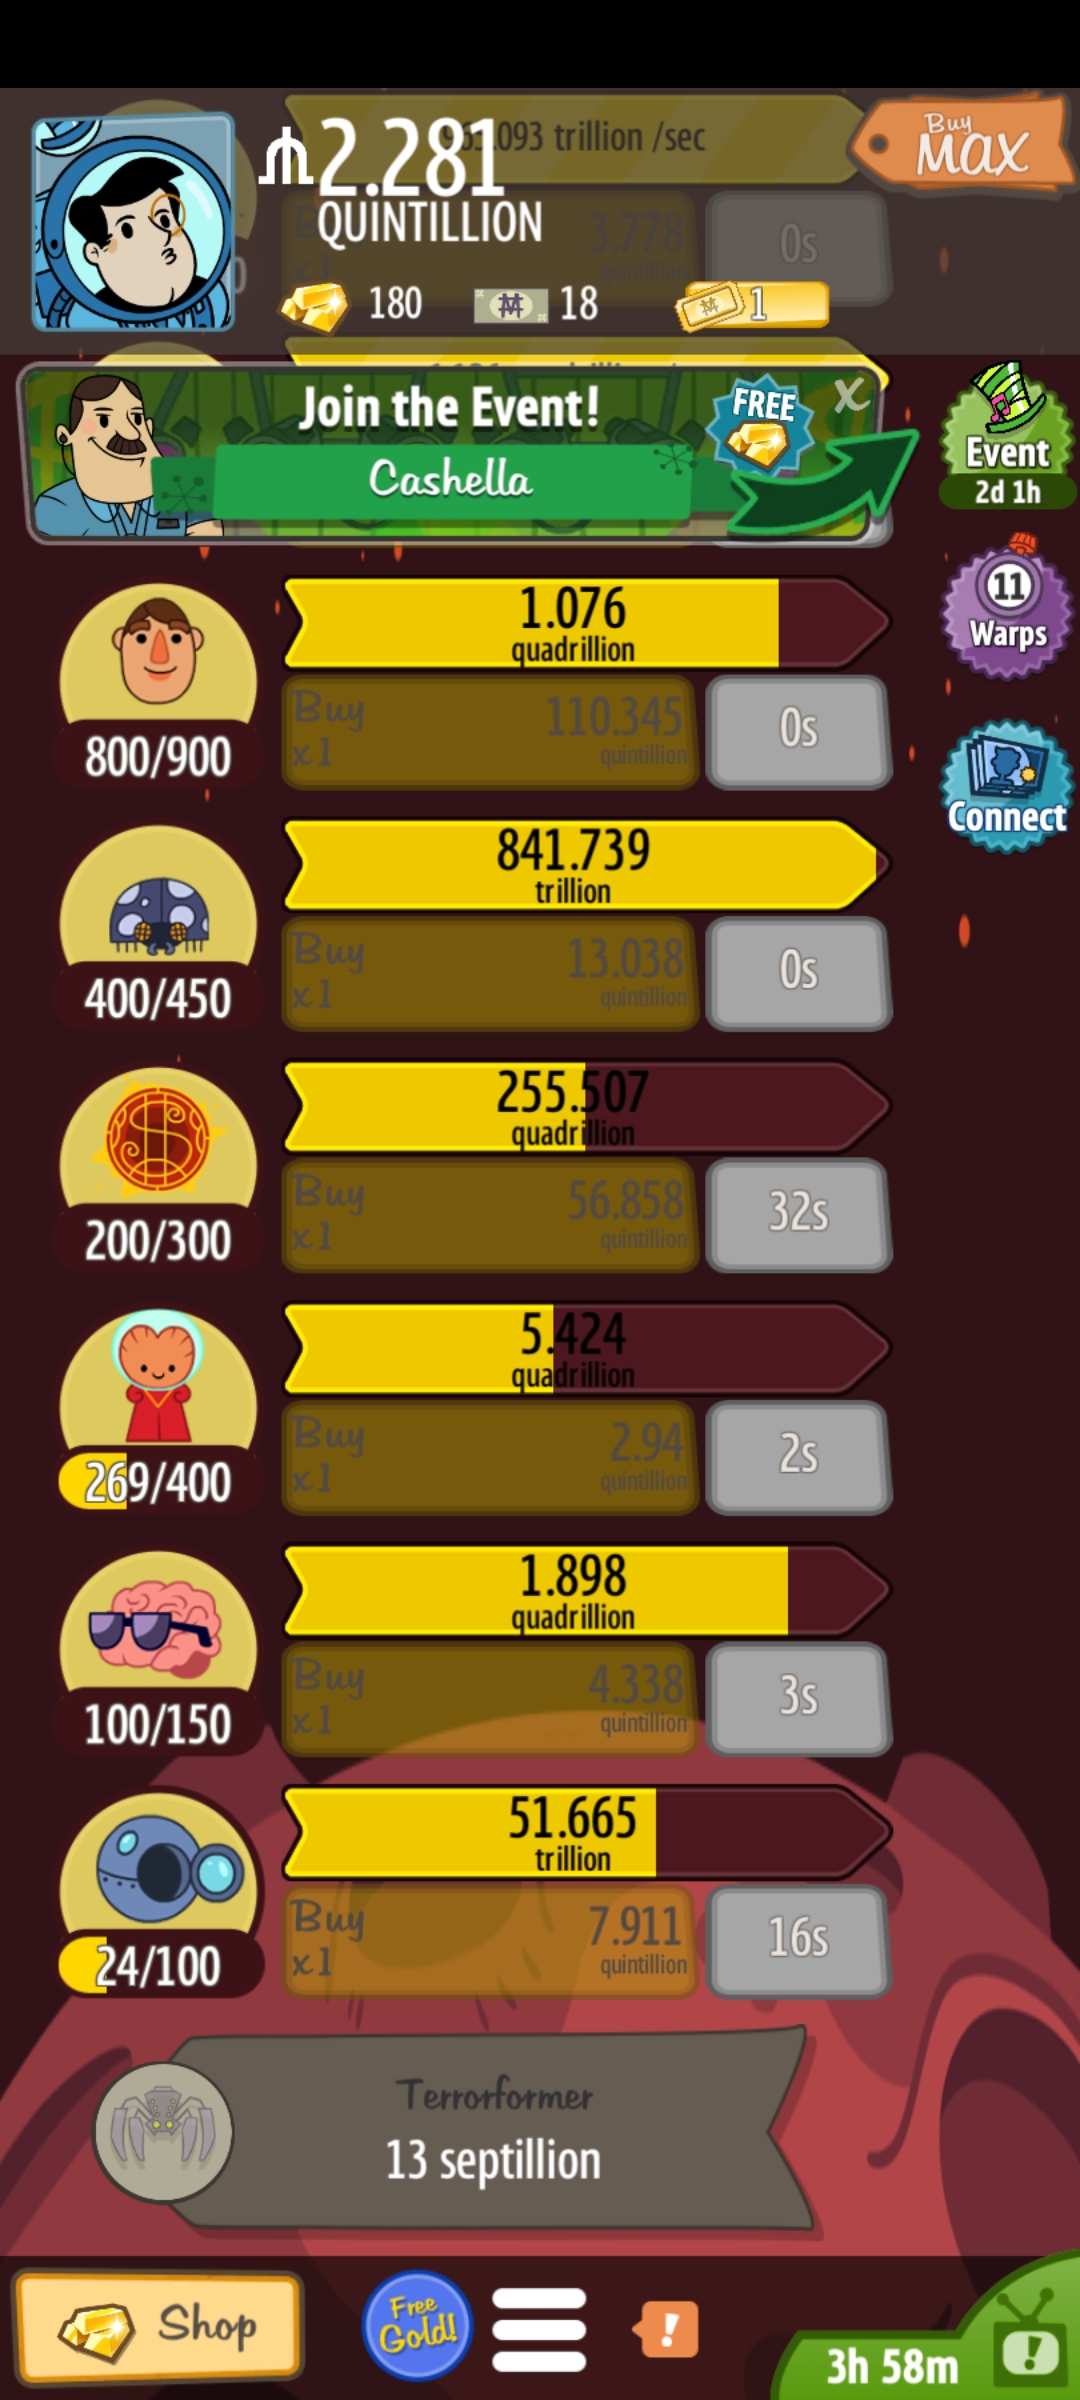 963.093 trillion /sec
Buy
MAX
2.281
QUINTILLION
3.778
quintillion
x1
0s
180
18
1
Join the Event!
FREE
x
Cashella
Event
2d 1h
11
Warps
Connect
1.076
quadrillion
Buy
x1
110.345
quintillion
0s
800/900
841.739
trillion
Buy
x1
13.038
quintillion
0s
400/450
255.507
quadrillion
Buy
x1
56.858
quintillion
32s
200/300
5.424
quadrillion
Buy
x1
2.94
quintillion
2s
269/400
1.898
quadrillion
Buy
x1
4.338
quintillion
3s
100/150
51.665
trillion
Buy
x1
7.911
quintillion
16s
24/100
Terrorformer
13 septillion
Shop
Free
Gold!
!
3h 58m
!